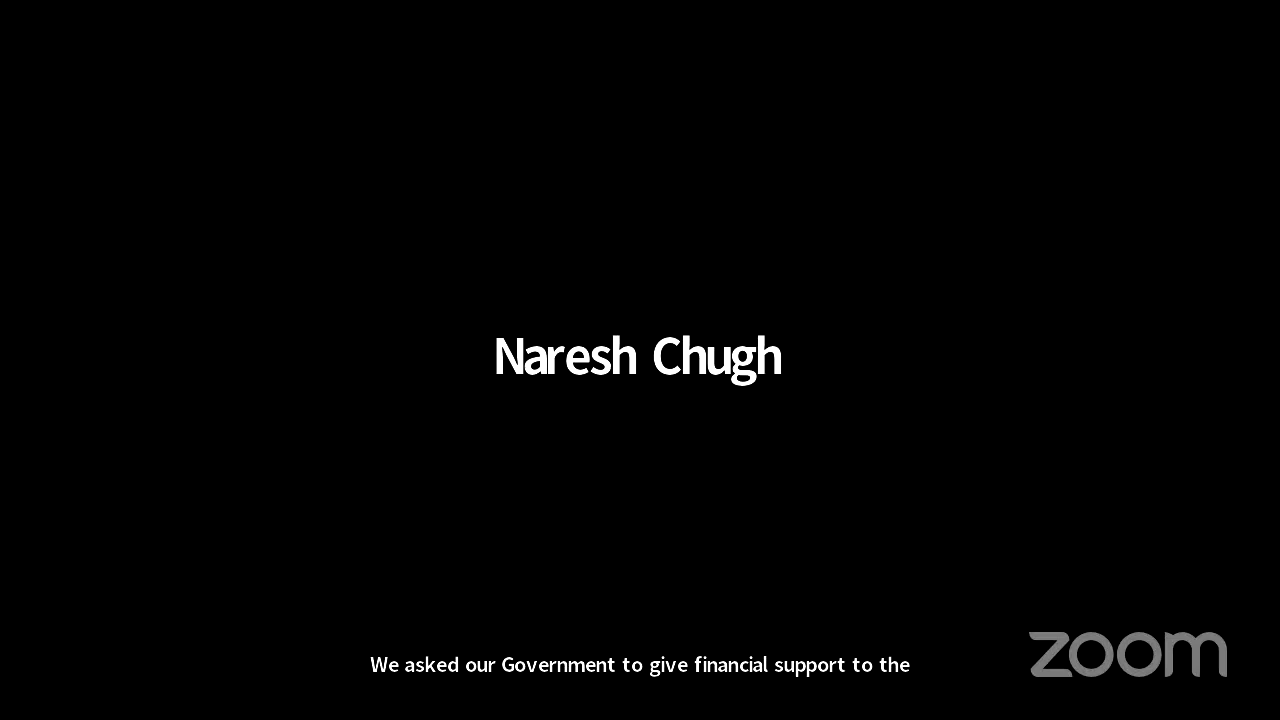 Naresh Chugh
We asked our Government to give financial support to the
zoom